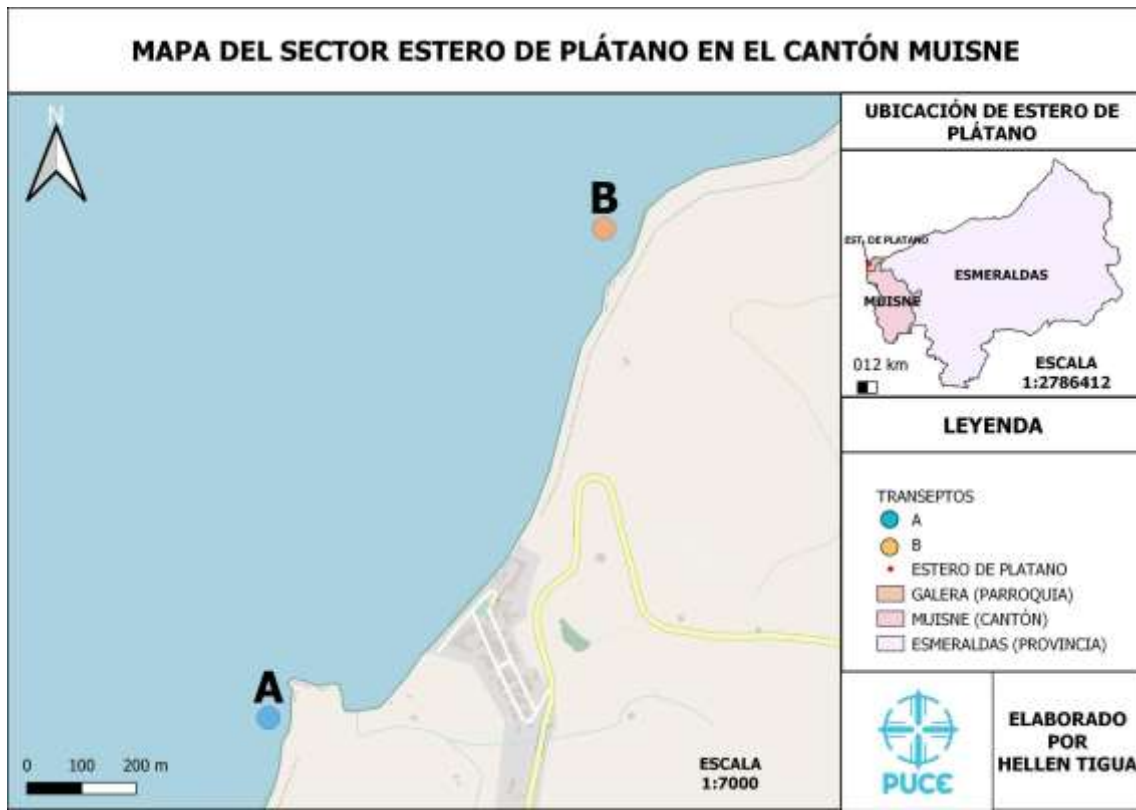 MAPA DEL SECTOR ESTERO DE PLÁTANO EN EL CANTÓN MUISNE
N
B
A
0 100 200 m
ESCALA
1:7000
UBICACIÓN DE ESTERO DE
PLÁTANO
EST. DE PLATANO
ESMERALDAS
MUISNE
012 km
ESCALA
1:2786412
LEYENDA
TRANSEPTOS
A
B
ESTERO DE PLATANO
GALERA (PARROQUIA)
MUISNE (CANTÓN)
ESMERALDAS (PROVINCIA)
PUCE
ELABORADO
POR
HELLEN TIGUA